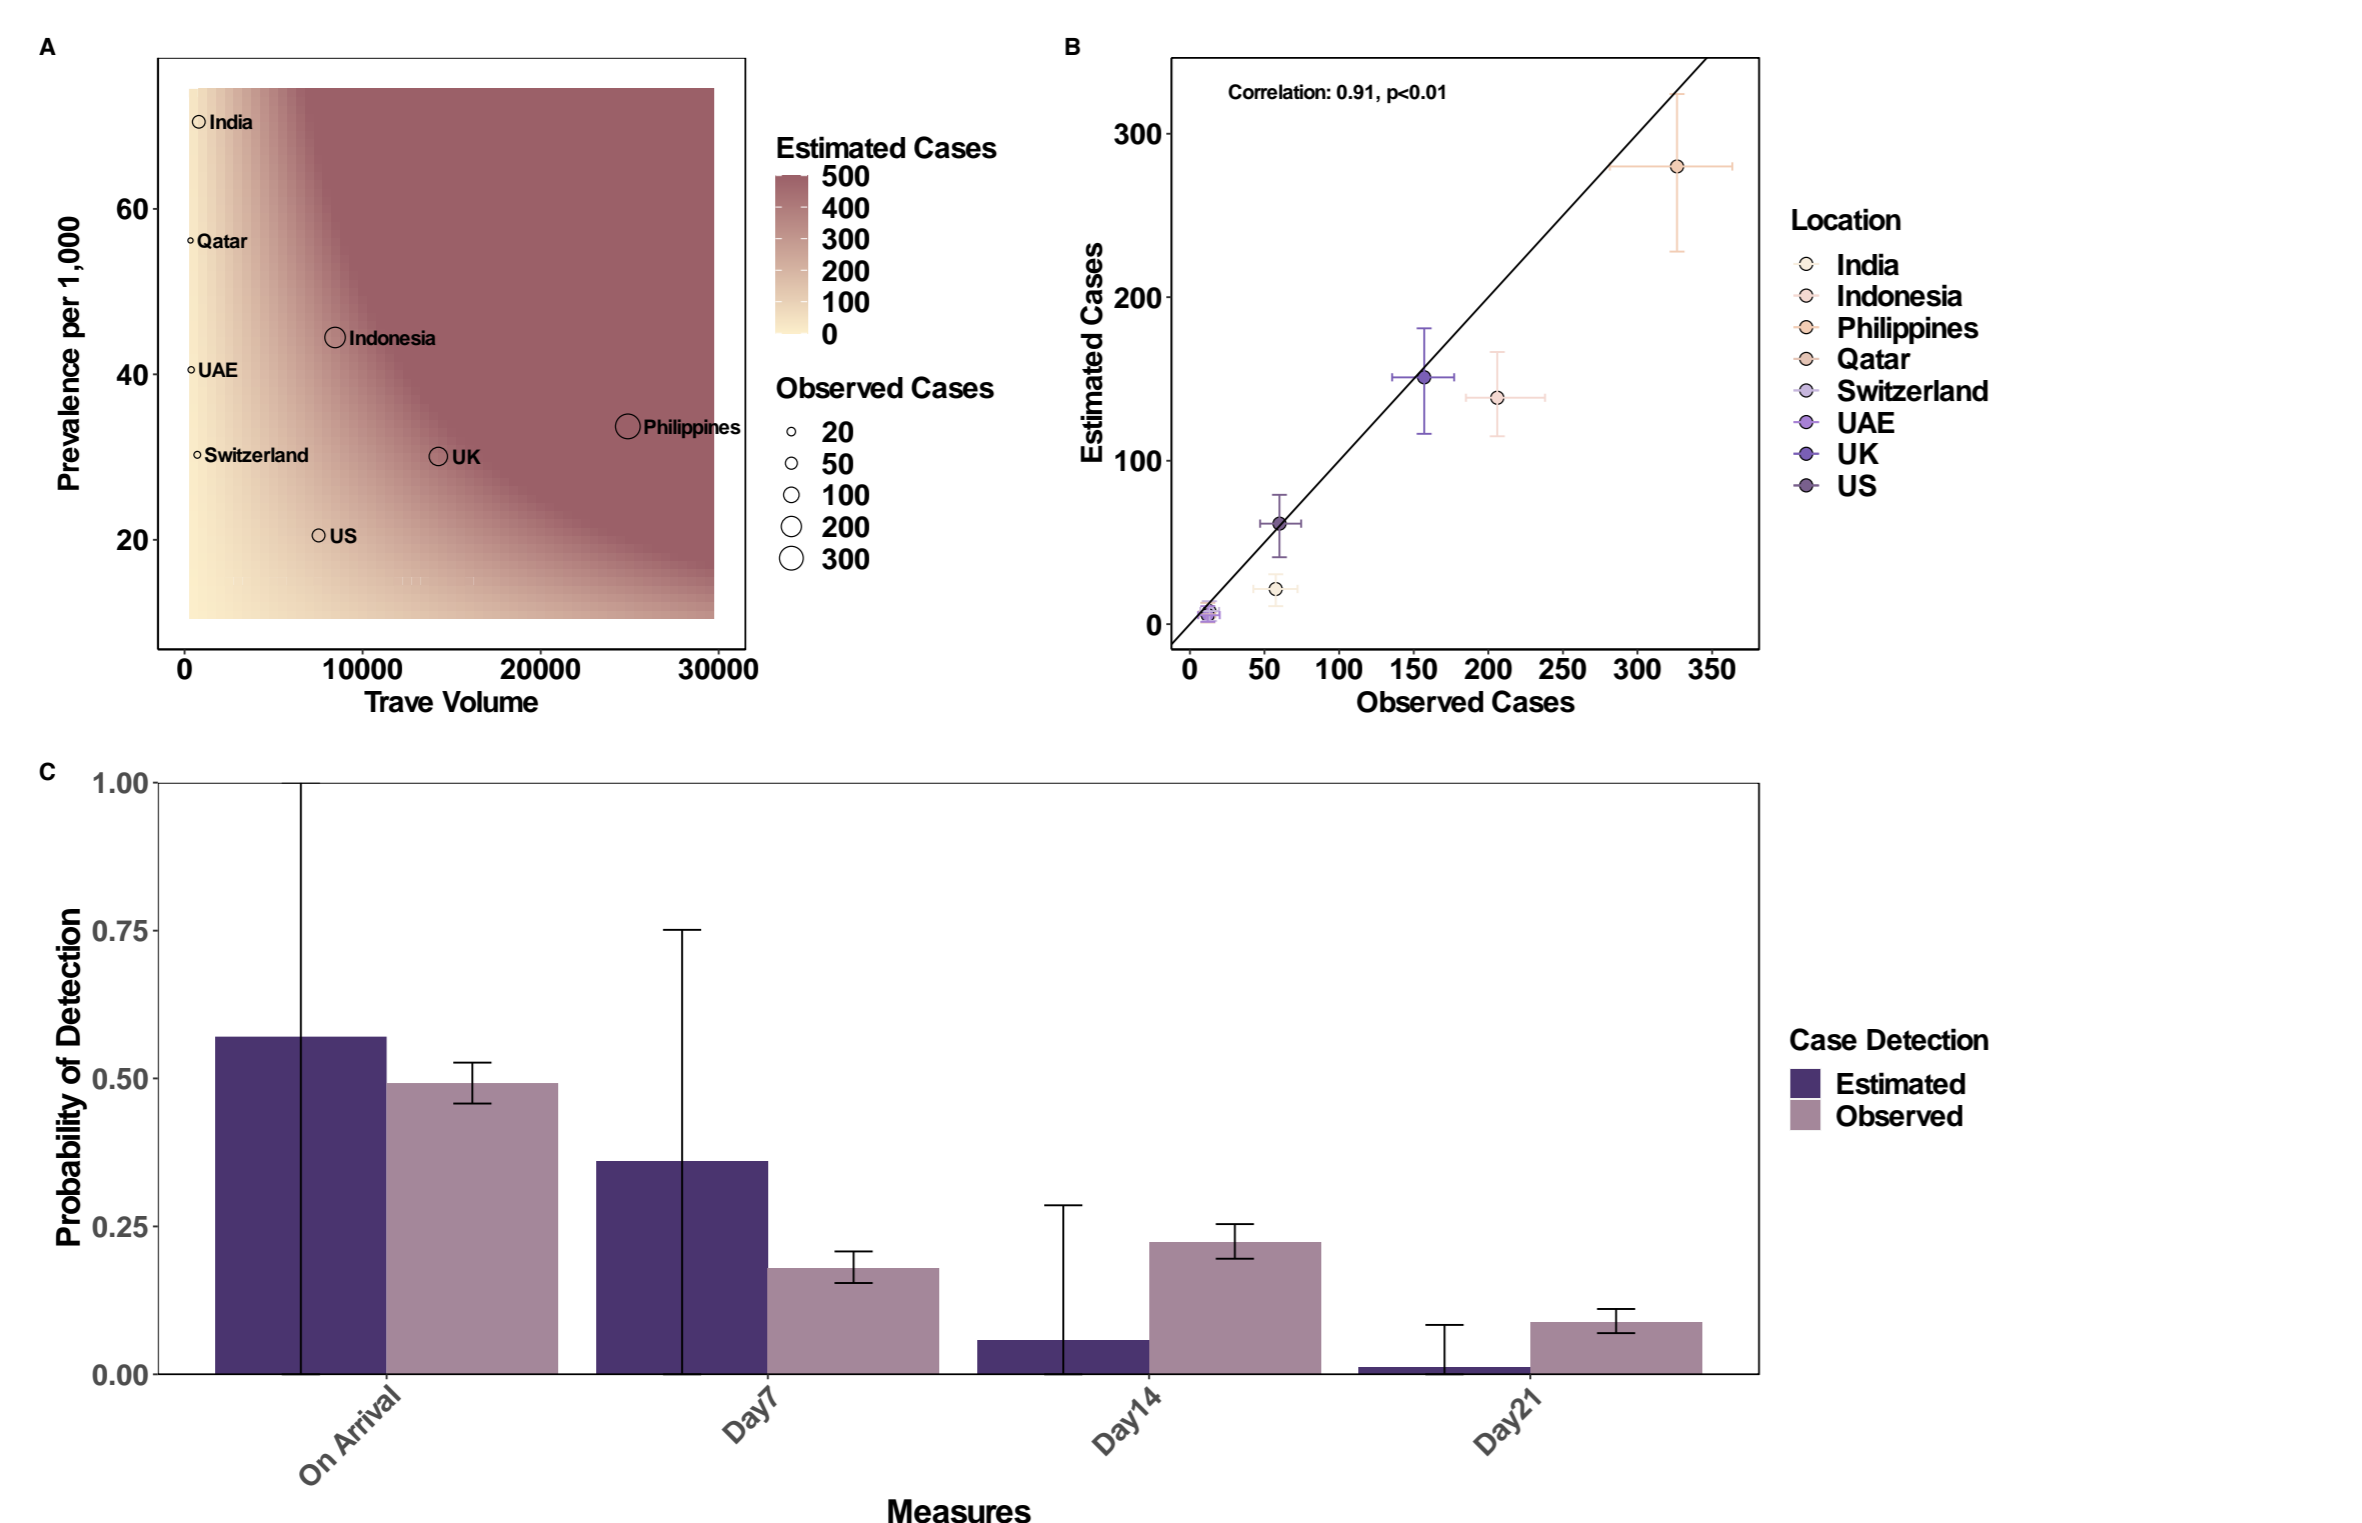 A
India
Qatar
Indonesia
UAE
Philippines
Switzerland
UK
US
60
40
20
Prevalence per 1,000
0 10000 20000 30000
Trave Volume
Estimated Cases
500
400
300
200
100
0
Observed Cases
20
50
100
200
300
B
Correlation: 0.91, p<0.01
300
200
100
0
Estimated Cases
0 50 100 150 200 250 300 350
Observed Cases
Location
India
Indonesia
Philippines
Qatar
Switzerland
UAE
UK
US
C
1.00
0.75
0.50
0.25
0.00
Probability of Detection
On Arrival
Day7
Day14
Day21
Measures
Case Detection
Estimated
Observed